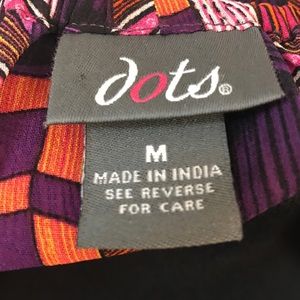 dots®
M
MADE IN INDIA
SEE REVERSE
FOR CARE